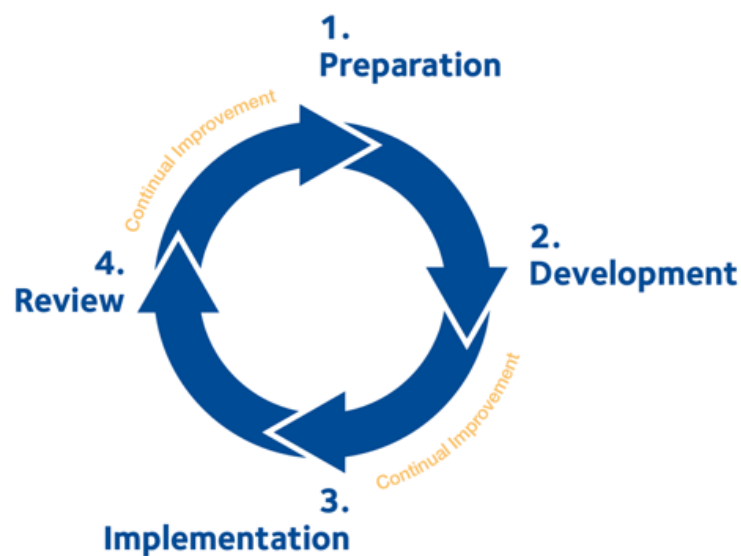 1.
Preparation
Continual Improvement
2.
Development
4.
Review
Continual Improvement
3.
Implementation